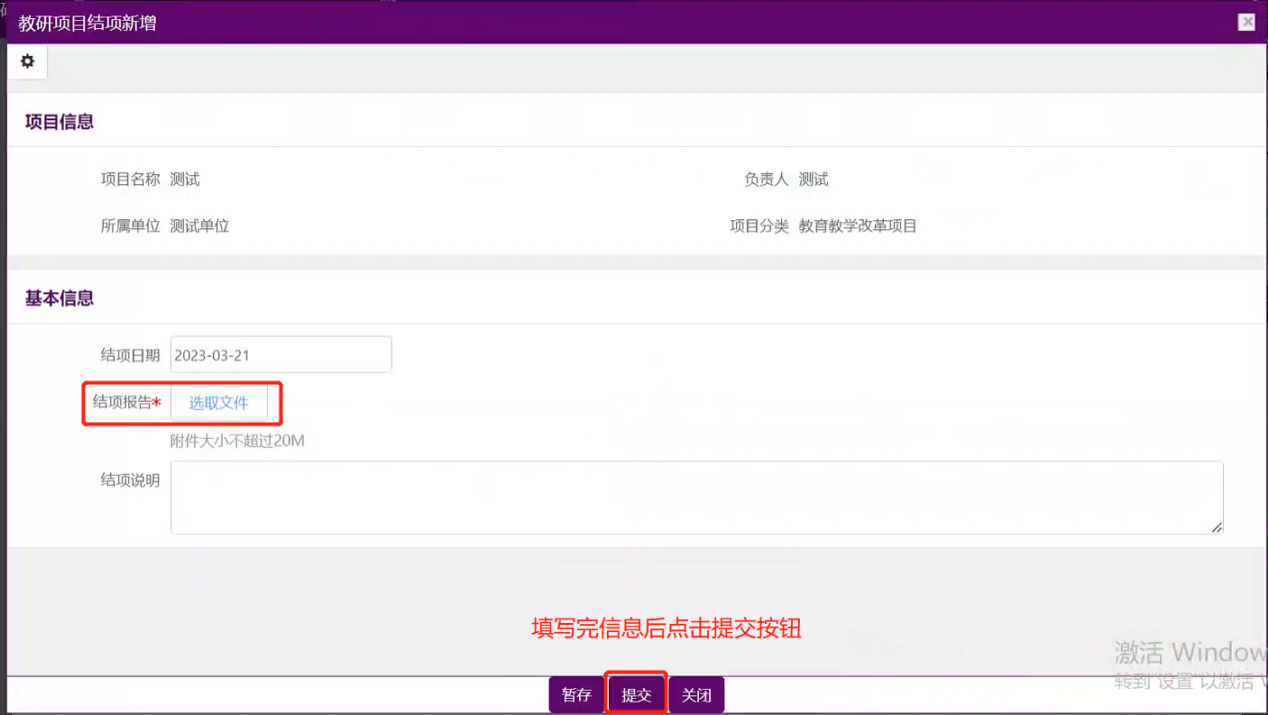 教研项目结项新增
项目信息
项目名称 测试 负责人 测试
所属单位 测试单位 项目分类 教育教学改革项目
基本信息
结项日期 2023-03-21
结项报告* 选取文件
附件大小不超过20M
结项说明
填写完信息后点击提交按钮
激活 Window
转到"设置"以激活
暂存 提交 关闭